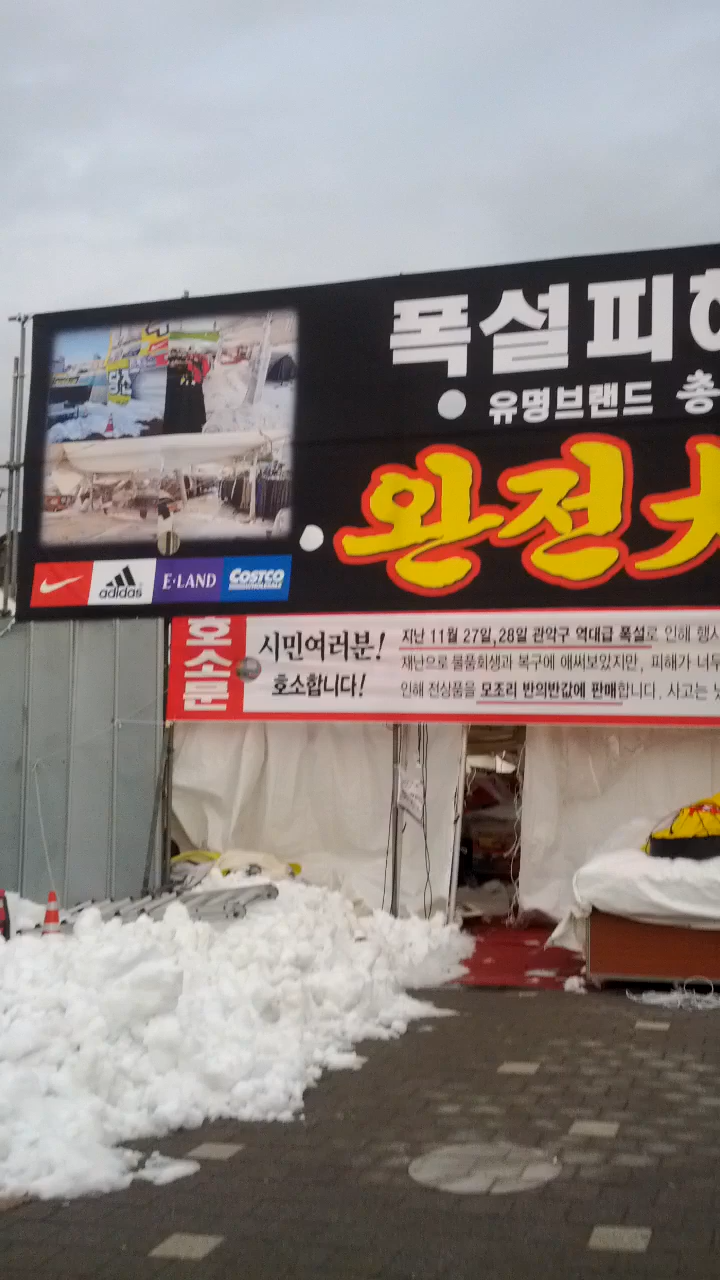 폭설피
유명브랜드 총
완전
adidas
E·LAND
COSTCO
WHOLESALE
호소문
시민여러분!
호소합니다!
지난 11월 27일,28일 관악구 역대급 폭설로 인해 행사
재난으로 물품회생과 복구에 애써보았지만, 피해가 너무
인해 전상품을 모조리 반의반값에 판매합니다. 사고는